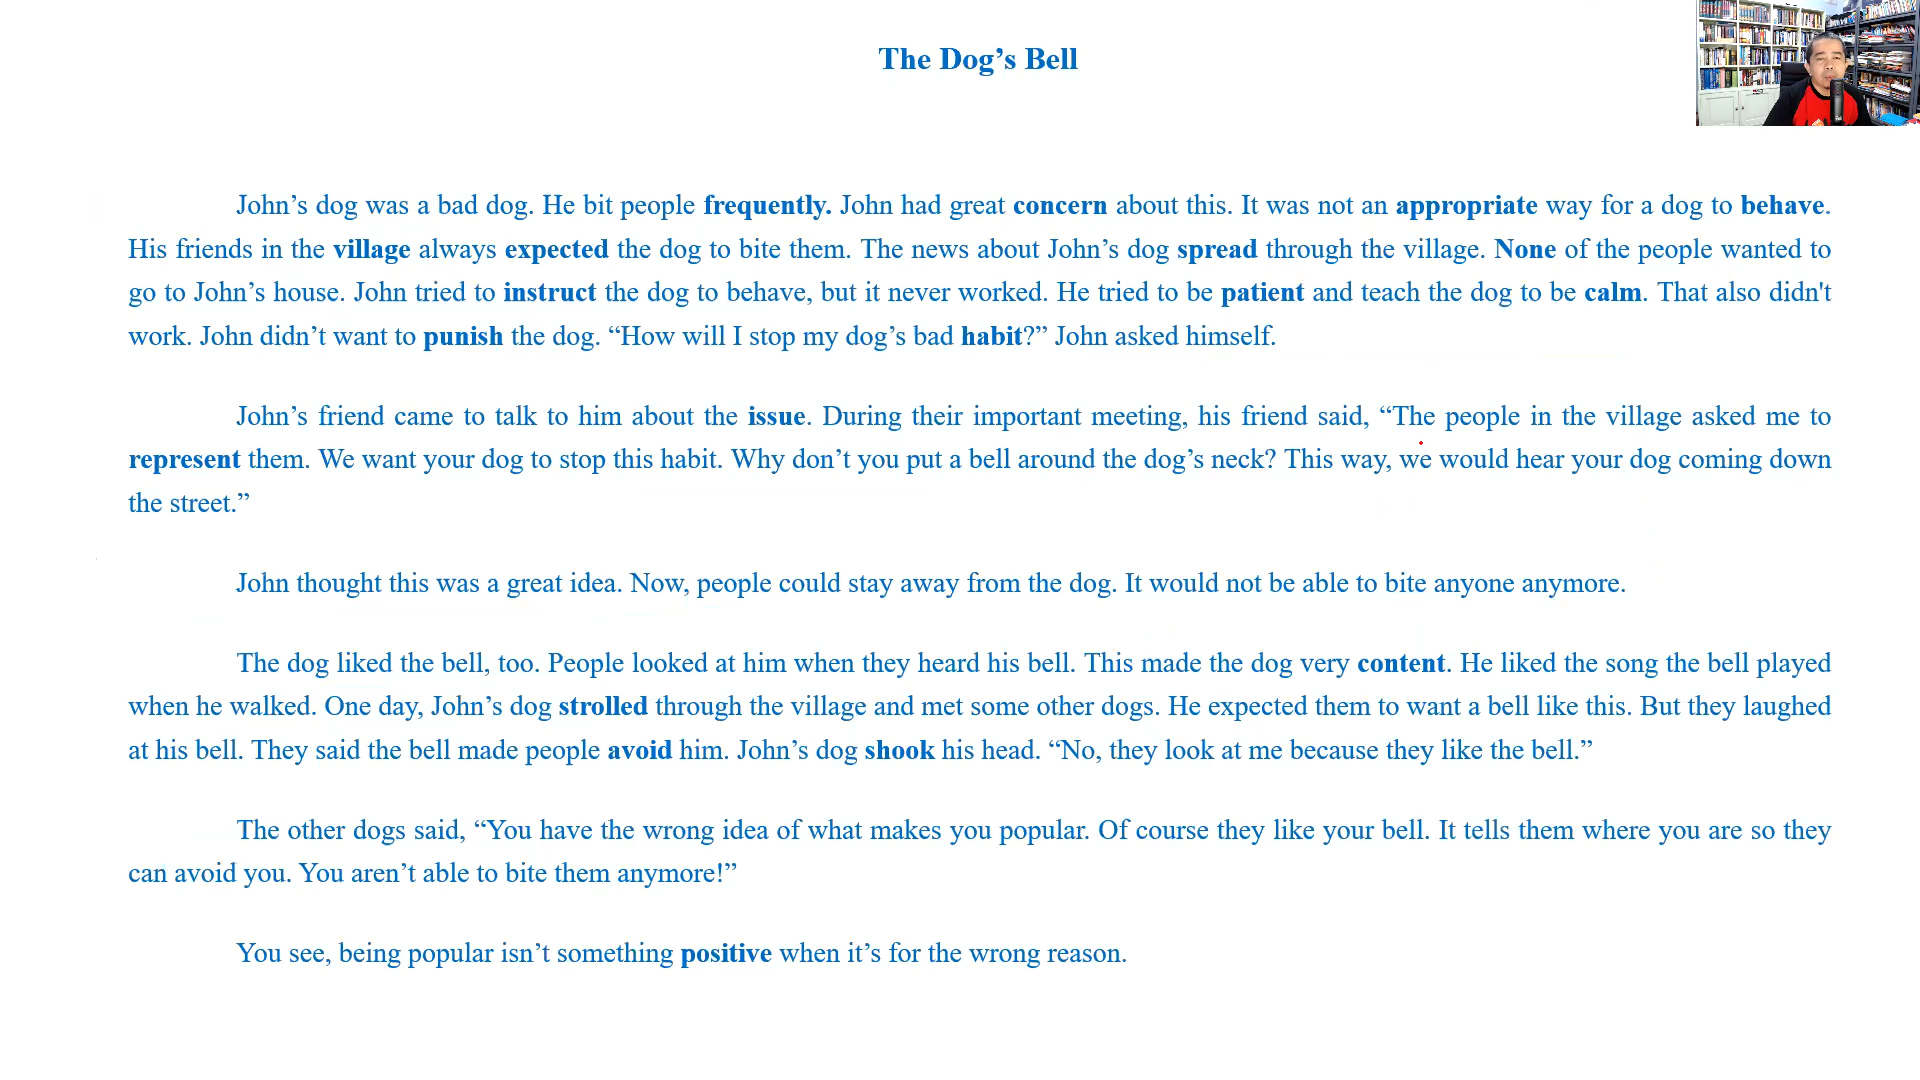 The Dog’s Bell
John’s dog was a bad dog. He bit people frequently. John had great concern about this. It was not an appropriate way for a dog to behave.
His friends in the village always expected the dog to bite them. The news about John’s dog spread through the village. None of the people wanted to
go to John’s house. John tried to instruct the dog to behave, but it never worked. He tried to be patient and teach the dog to be calm. That also didn't
work. John didn’t want to punish the dog. “How will I stop my dog’s bad habit?” John asked himself.
John’s friend came to talk to him about the issue. During their important meeting, his friend said, “The people in the village asked me to
represent them. We want your dog to stop this habit. Why don’t you put a bell around the dog’s neck? This way, we would hear your dog coming down
the street.”
John thought this was a great idea. Now, people could stay away from the dog. It would not be able to bite anyone anymore.
The dog liked the bell, too. People looked at him when they heard his bell. This made the dog very content. He liked the song the bell played
when he walked. One day, John’s dog strolled through the village and met some other dogs. He expected them to want a bell like this. But they laughed
at his bell. They said the bell made people avoid him. John’s dog shook his head. “No, they look at me because they like the bell.”
The other dogs said, “You have the wrong idea of what makes you popular. Of course they like your bell. It tells them where you are so they
can avoid you. You aren’t able to bite them anymore!”
You see, being popular isn’t something positive when it’s for the wrong reason.